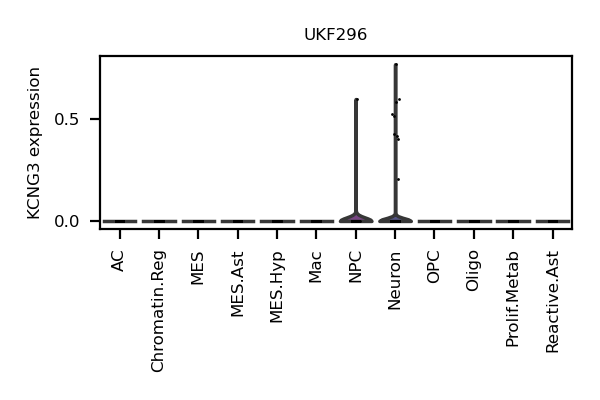 UKF296
KCNG3 expression
0.5
0.0
AC
Chromatin.Reg
MES
MES.Ast
MES.Hyp
Mac
NPC
Neuron
OPC
Oligo
Prolif.Metab
Reactive.Ast